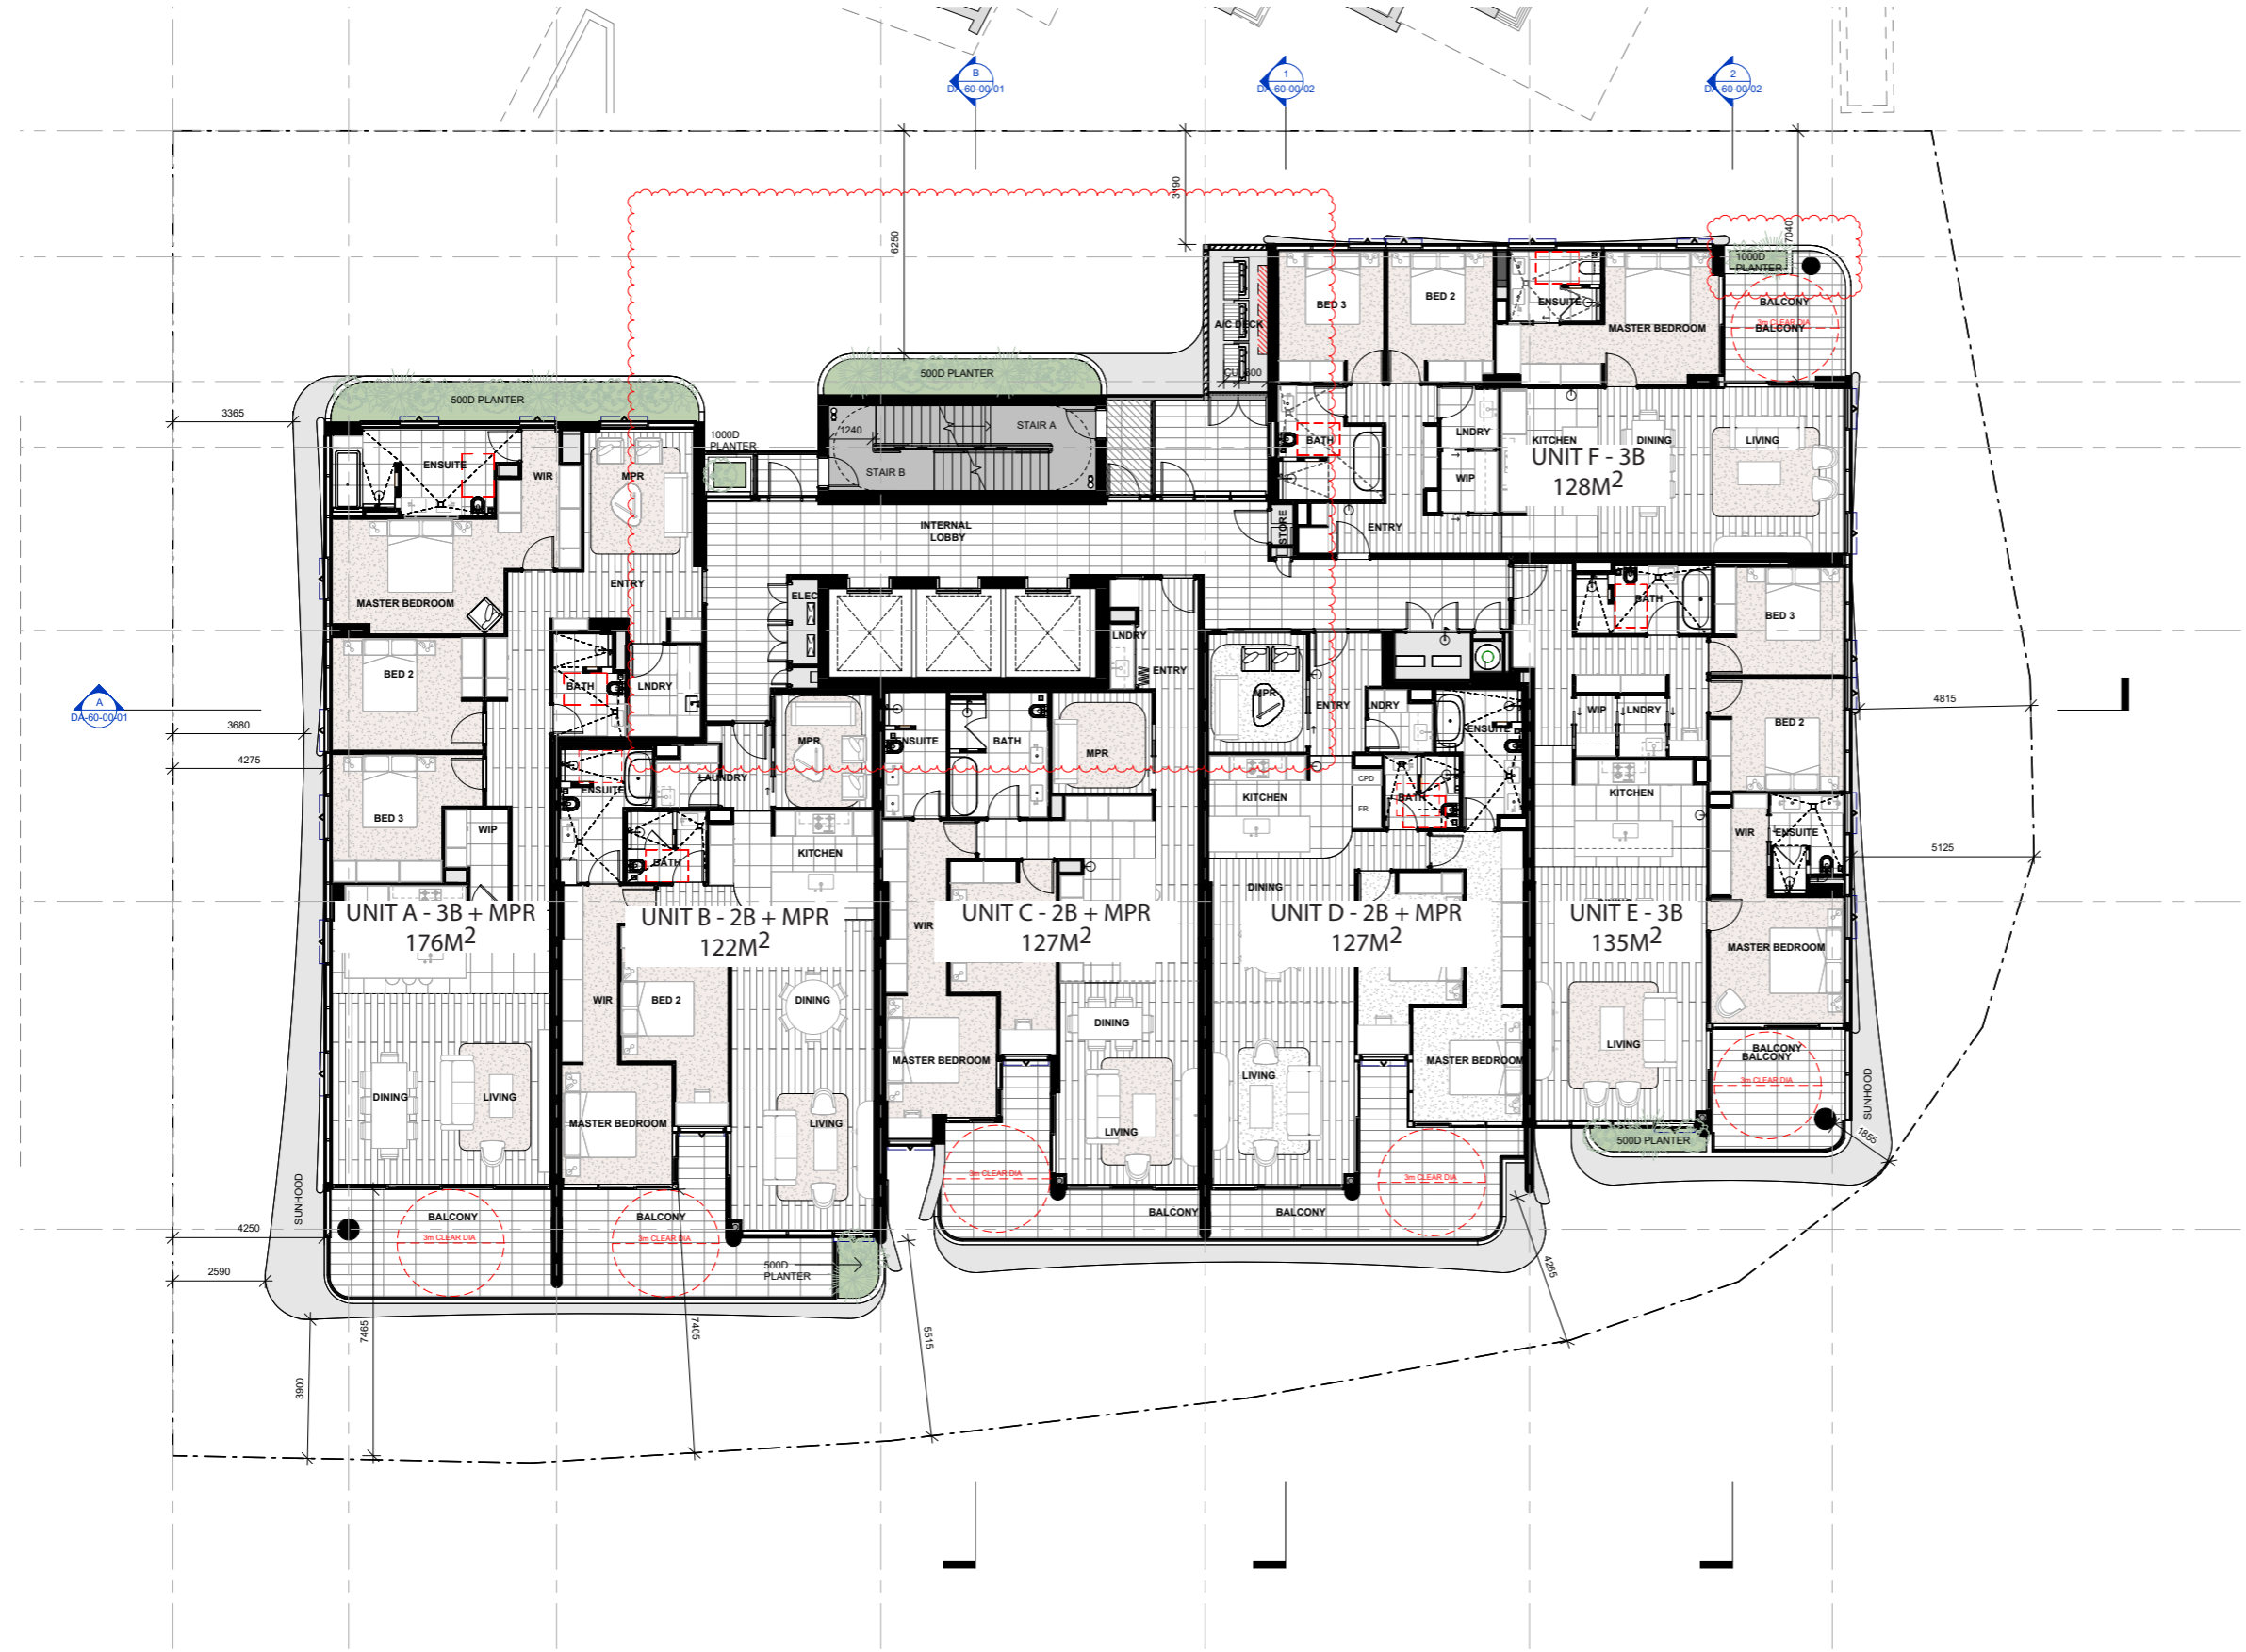 B
DA-60-00-01
1
DA-60-00-02
2
DA-60-00-02
3190
6250
7040
1000D
PLANTER
BALCONY
3m CLEAR DIA
BALCONY
BED 3
BED 2
ENSUITE
MASTER BEDROOM
A/C DECK
CU 600
500D PLANTER
500D PLANTER
3365
1000D
PLANTER
1240
STAIR A
STAIR B
ENSUITE
WIR
MPR
BATH
LNDRY
WIP
KITCHEN
DINING
LIVING
UNIT F - 3B
128M2
INTERNAL
LOBBY
STORE
ENTRY
MASTER BEDROOM
ENTRY
ELEC
LNDRY
ENTRY
BATH
BED 3
BED 2
BATH
LNDRY
MPR
ENTRY
LNDRY
ENSUITE
WIP
LNDRY
BED 2
A
DA-60-00-01
3680
4275
4815
MPR
ENSUITE
BATH
MPR
LAUNDRY
ENSUITE
KITCHEN
CPD
FR
BATH
KITCHEN
BED 3
WIP
BATH
KITCHEN
WIR
ENSUITE
5125
DINING
UNIT A - 3B + MPR
176M2
UNIT B - 2B + MPR
122M2
UNIT C - 2B + MPR
127M2
UNIT D - 2B + MPR
127M2
UNIT E - 3B
135M2
WIR
MASTER BEDROOM
WIR
BED 2
DINING
DINING
MASTER BEDROOM
MASTER BEDROOM
LIVING
LIVING
BALCONY
BALCONY
3m CLEAR DIA
DINING
LIVING
MASTER BEDROOM
LIVING
LIVING
500D PLANTER
SUNHOOD
1855
SUNHOOD
3m CLEAR DIA
3m CLEAR DIA
BALCONY
BALCONY
BALCONY
BALCONY
3m CLEAR DIA
3m CLEAR DIA
4250
2590
500D
PLANTER
4265
7465
7405
5515
3900